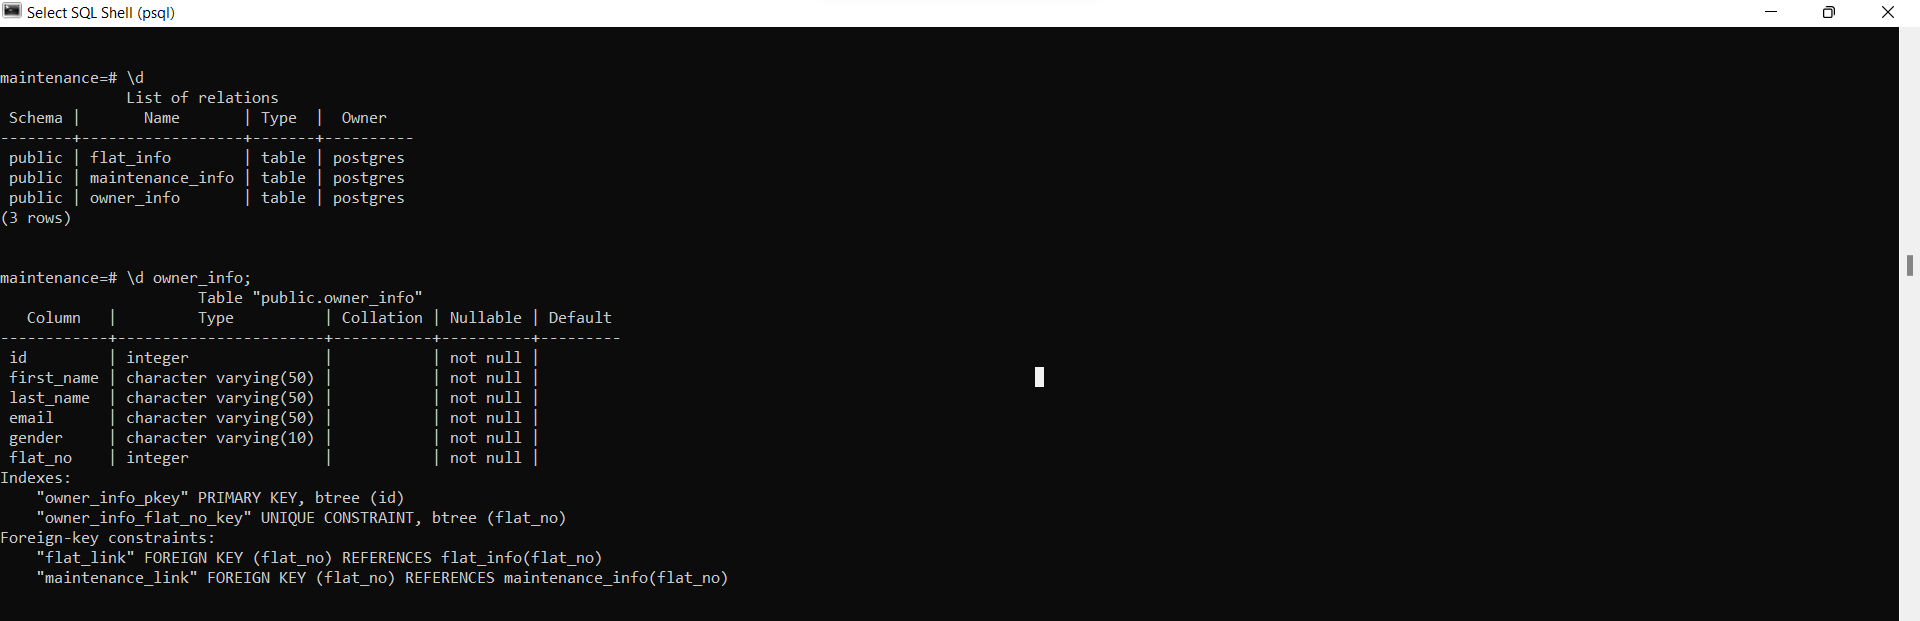 Select SQL Shell (psql)
maintenance=# \d
              List of relations
 Schema |       Name       | Type  |  Owner
--------+------------------+-------+----------
 public | flat_info        | table | postgres
 public | maintenance_info | table | postgres
 public | owner_info       | table | postgres
(3 rows)
maintenance=# \d owner_info;
                      Table "public.owner_info"
   Column   |         Type          | Collation | Nullable | Default
------------+-----------------------+-----------+----------+---------
 id         | integer               |           | not null |
 first_name | character varying(50) |           | not null |
 last_name  | character varying(50) |           | not null |
 email      | character varying(50) |           | not null |
 gender     | character varying(10) |           | not null |
 flat_no    | integer               |           | not null |
Indexes:
    "owner_info_pkey" PRIMARY KEY, btree (id)
    "owner_info_flat_no_key" UNIQUE CONSTRAINT, btree (flat_no)
Foreign-key constraints:
    "flat_link" FOREIGN KEY (flat_no) REFERENCES flat_info(flat_no)
    "maintenance_link" FOREIGN KEY (flat_no) REFERENCES maintenance_info(flat_no)